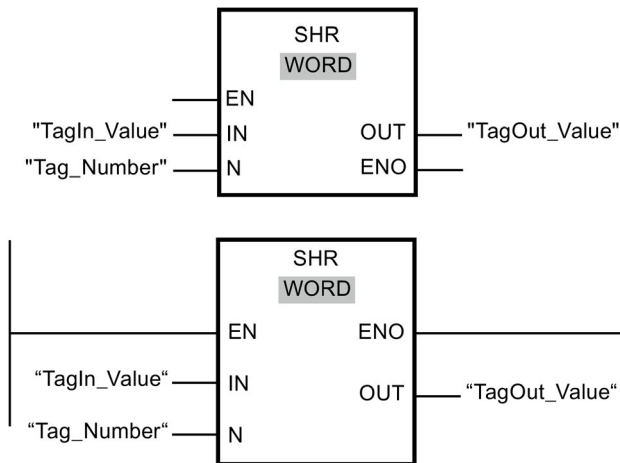 SHR
WORD
EN
"TagIn_Value" IN OUT "TagOut_Value"
"Tag_Number" N ENO
SHR
WORD
EN ENO
“TagIn_Value“ IN
OUT “TagOut_Value“
“Tag_Number“ N